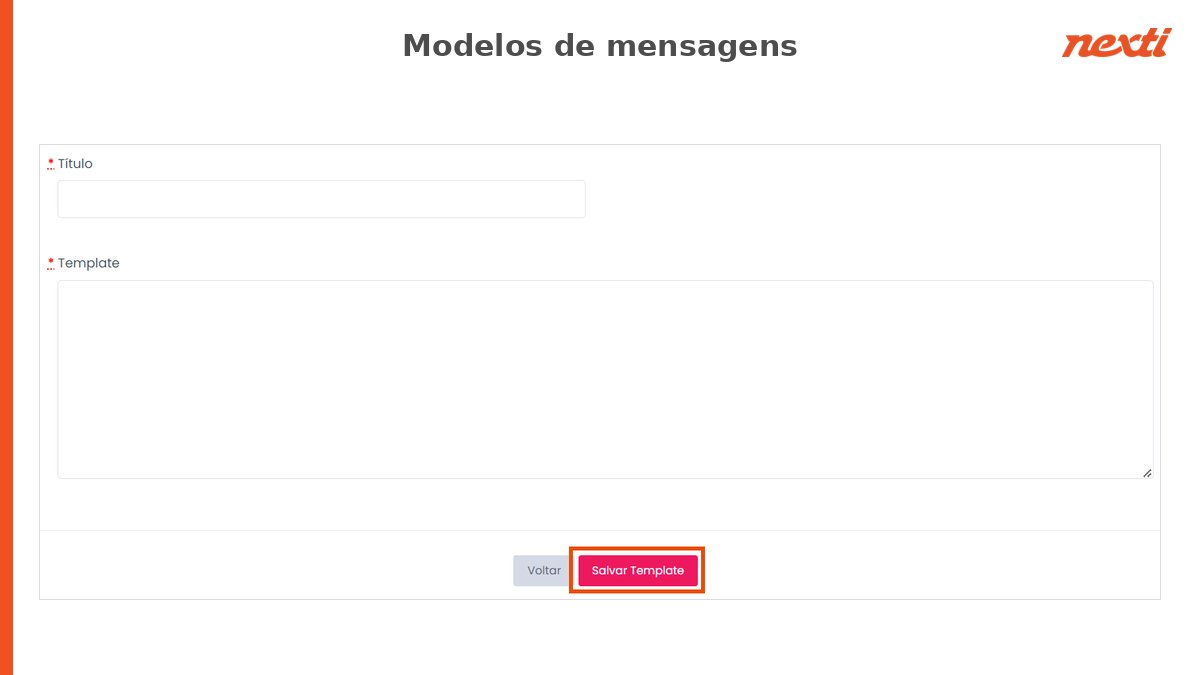 Modelos de mensagens
nexti
* Título
* Template
Voltar
Salvar Template